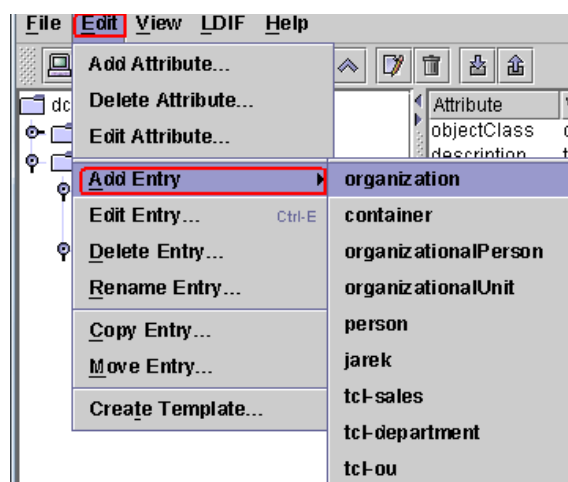 File Edit View LDIF Help
Add Attribute...
Delete Attribute...
Edit Attribute...
Add Entry
Edit Entry... Ctrl-E
Delete Entry...
Rename Entry...
Copy Entry...
Move Entry...
Create Template...
organization
container
organizationalPerson
organizationalUnit
person
jarek
tcl-sales
tcl-department
tcl-ou
dc
Attribute
objectClass
description